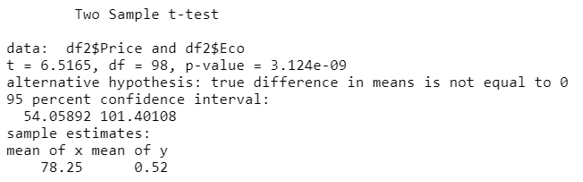 Two Sample t-test
data:  df2$Price and df2$Eco
t = 6.5165, df = 98, p-value = 3.124e-09
alternative hypothesis: true difference in means is not equal to 0
95 percent confidence interval:
54.05892 101.40108
sample estimates:
mean of x mean of y
78.25 0.52